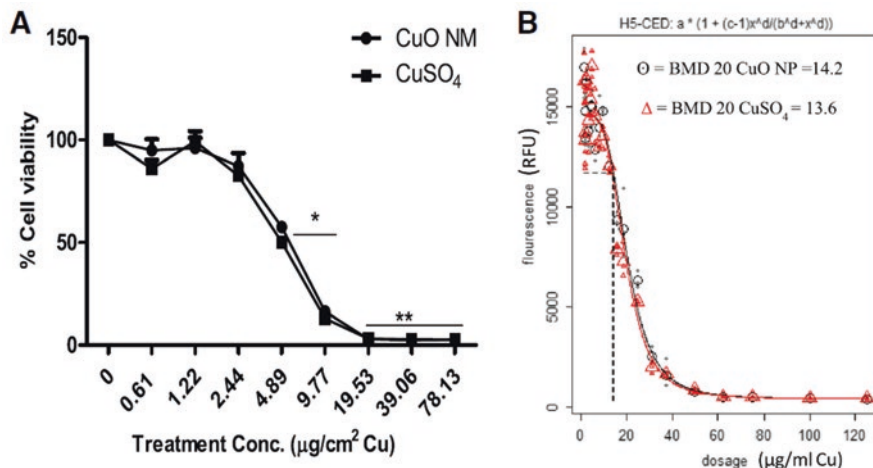 A
150
100
50
0
% Cell viability
CuO NM
CuSO₄
*
**
0
0.61
1.22
2.44
4.89
9.77
19.53
39.06
78.13
Treatment Conc. (µg/cm² Cu)
B
H5-CED: a * (1 + (c-1)x^d/(b^d+x^d))
= BMD 20 CuO NP =14.2
= BMD 20 CuSO₄= 13.6
15000
10000
5000
0
flourescence (RFU)
0 20 40 60 80 100 120
dosage (µg/ml Cu)